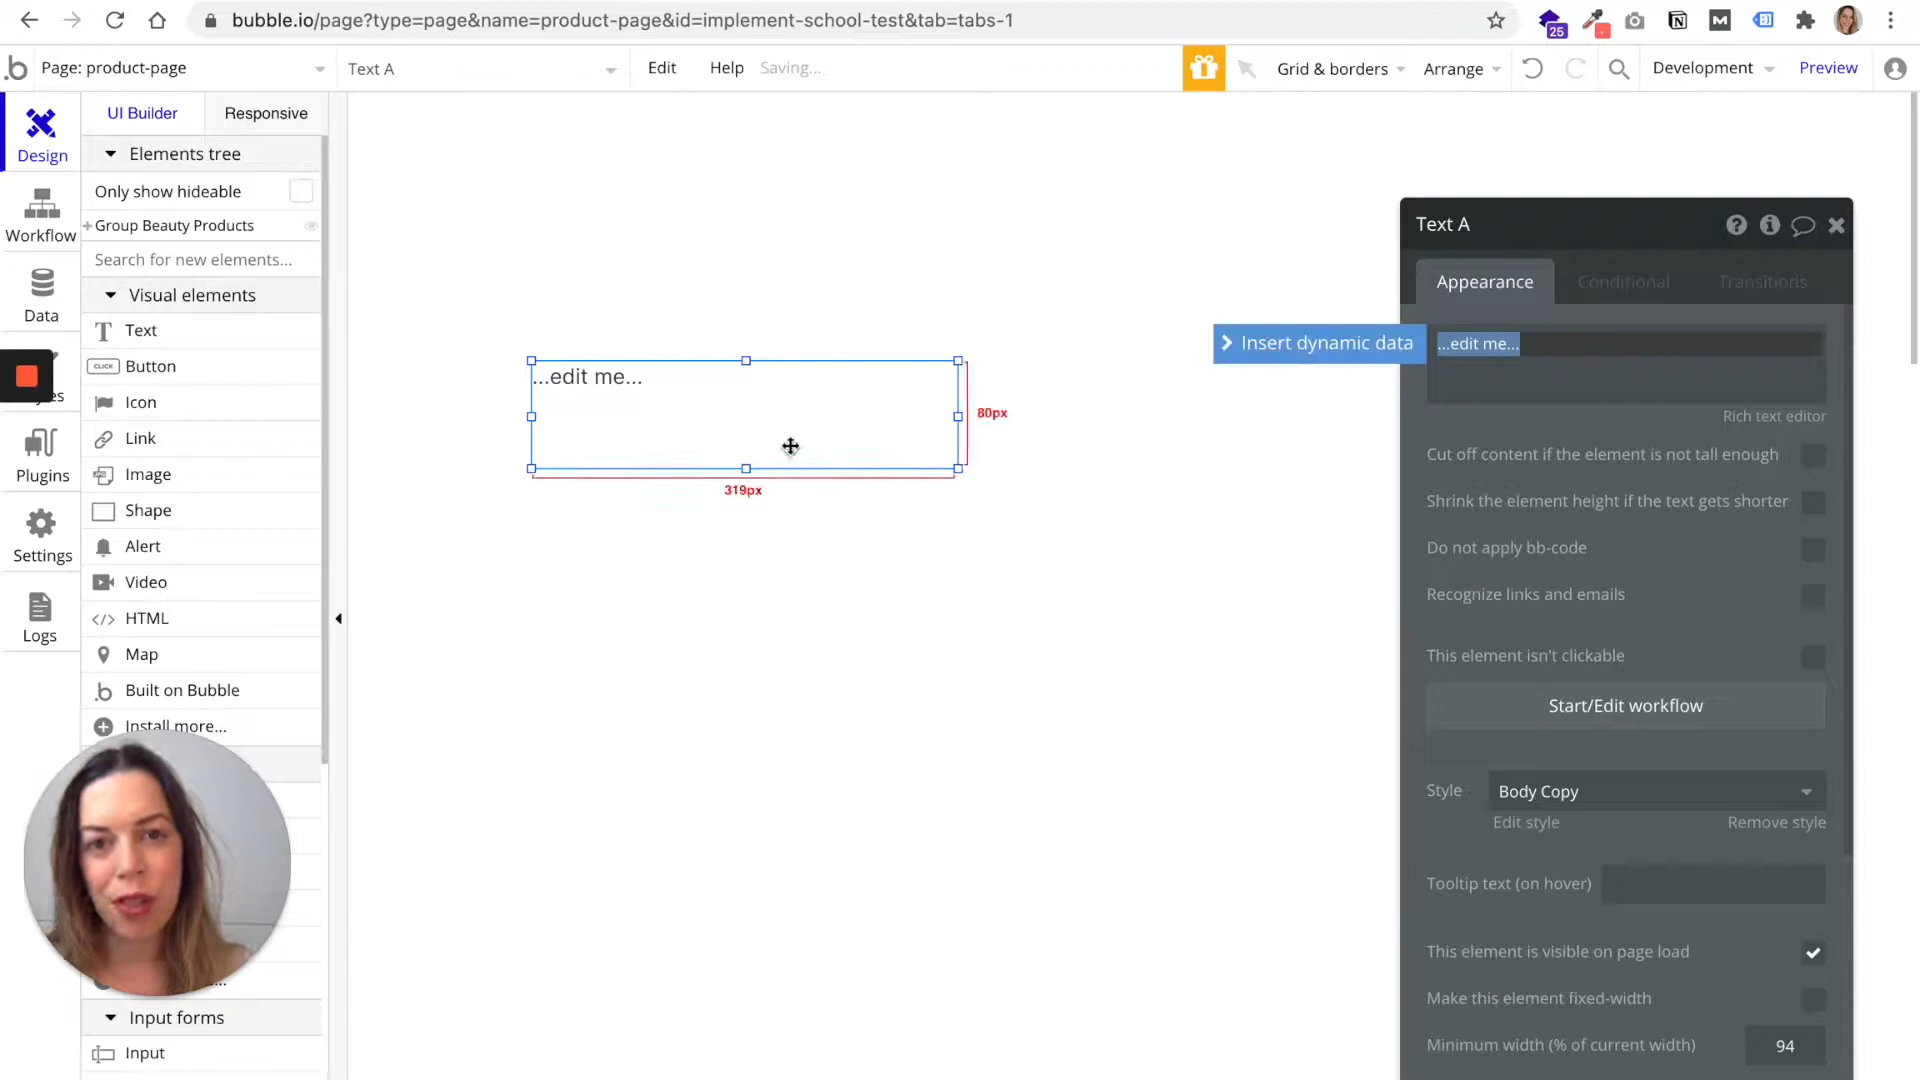 bubble.io/page?type=page&name=product-page&id=implement-school-test&tab=tabs-1
25
Page: product-page
Text A
Edit
Help
Saving...
Grid & borders
Arrange
Development
Preview
Design
Workflow
Data
Plugins
Settings
Logs
UI Builder
Responsive
Elements tree
Only show hideable
Group Beauty Products
Search for new elements...
Visual elements
Text
CLICK Button
Icon
Link
Image
Shape
Alert
Video
HTML
Map
Built on Bubble
Install more...
Input forms
Input
...edit me...
80px
319px
Text A
Appearance
Conditional
Transitions
Insert dynamic data
...edit me...
Rich text editor
Cut off content if the element is not tall enough
Shrink the element height if the text gets shorter
Do not apply bb-code
Recognize links and emails
This element isn't clickable
Start/Edit workflow
Style
Body Copy
Edit style
Remove style
Tooltip text (on hover)
This element is visible on page load
Make this element fixed-width
Minimum width (% of current width)
94